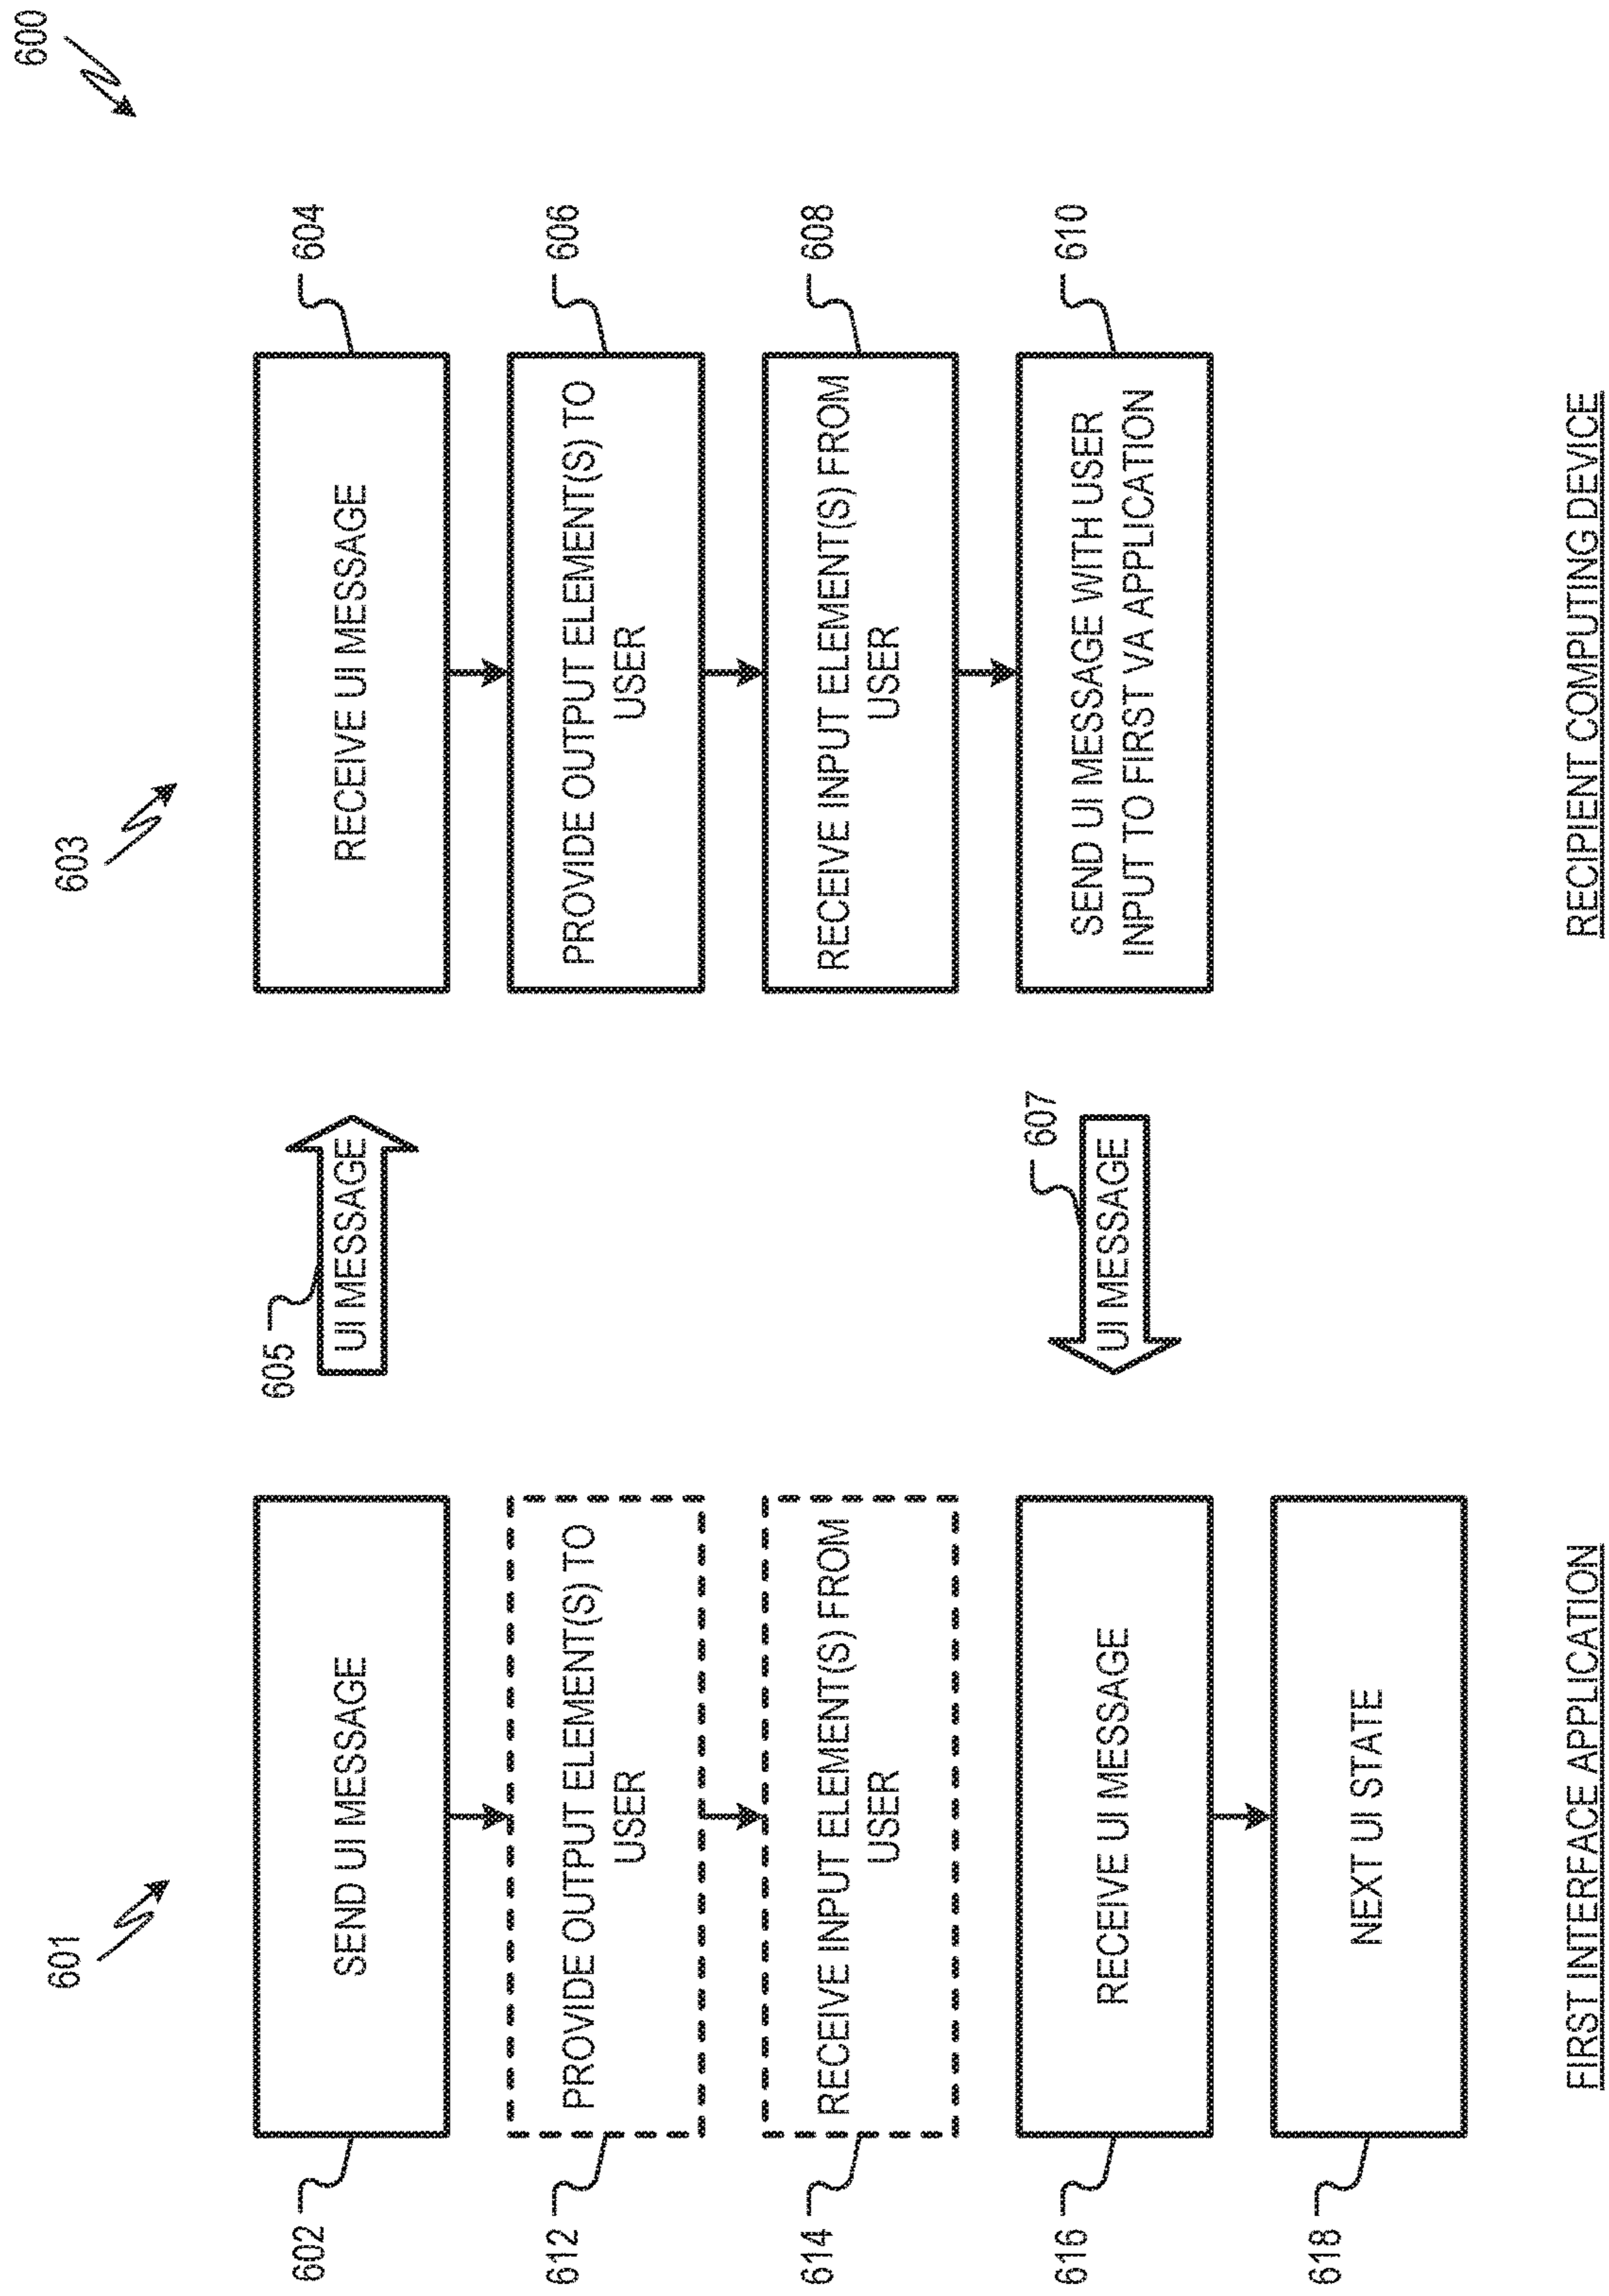 600
601
603
602
SEND UI MESSAGE
605
UI MESSAGE
RECEIVE UI MESSAGE
604
612
PROVIDE OUTPUT ELEMENT(S) TO
USER
PROVIDE OUTPUT ELEMENT(S) TO
USER
606
614
RECEIVE INPUT ELEMENT(S) FROM
USER
RECEIVE INPUT ELEMENT(S) FROM
USER
608
616
RECEIVE UI MESSAGE
607
UI MESSAGE
SEND UI MESSAGE WITH USER
INPUT TO FIRST VA APPLICATION
610
618
NEXT UI STATE
FIRST INTERFACE APPLICATION
RECIPIENT COMPUTING DEVICE